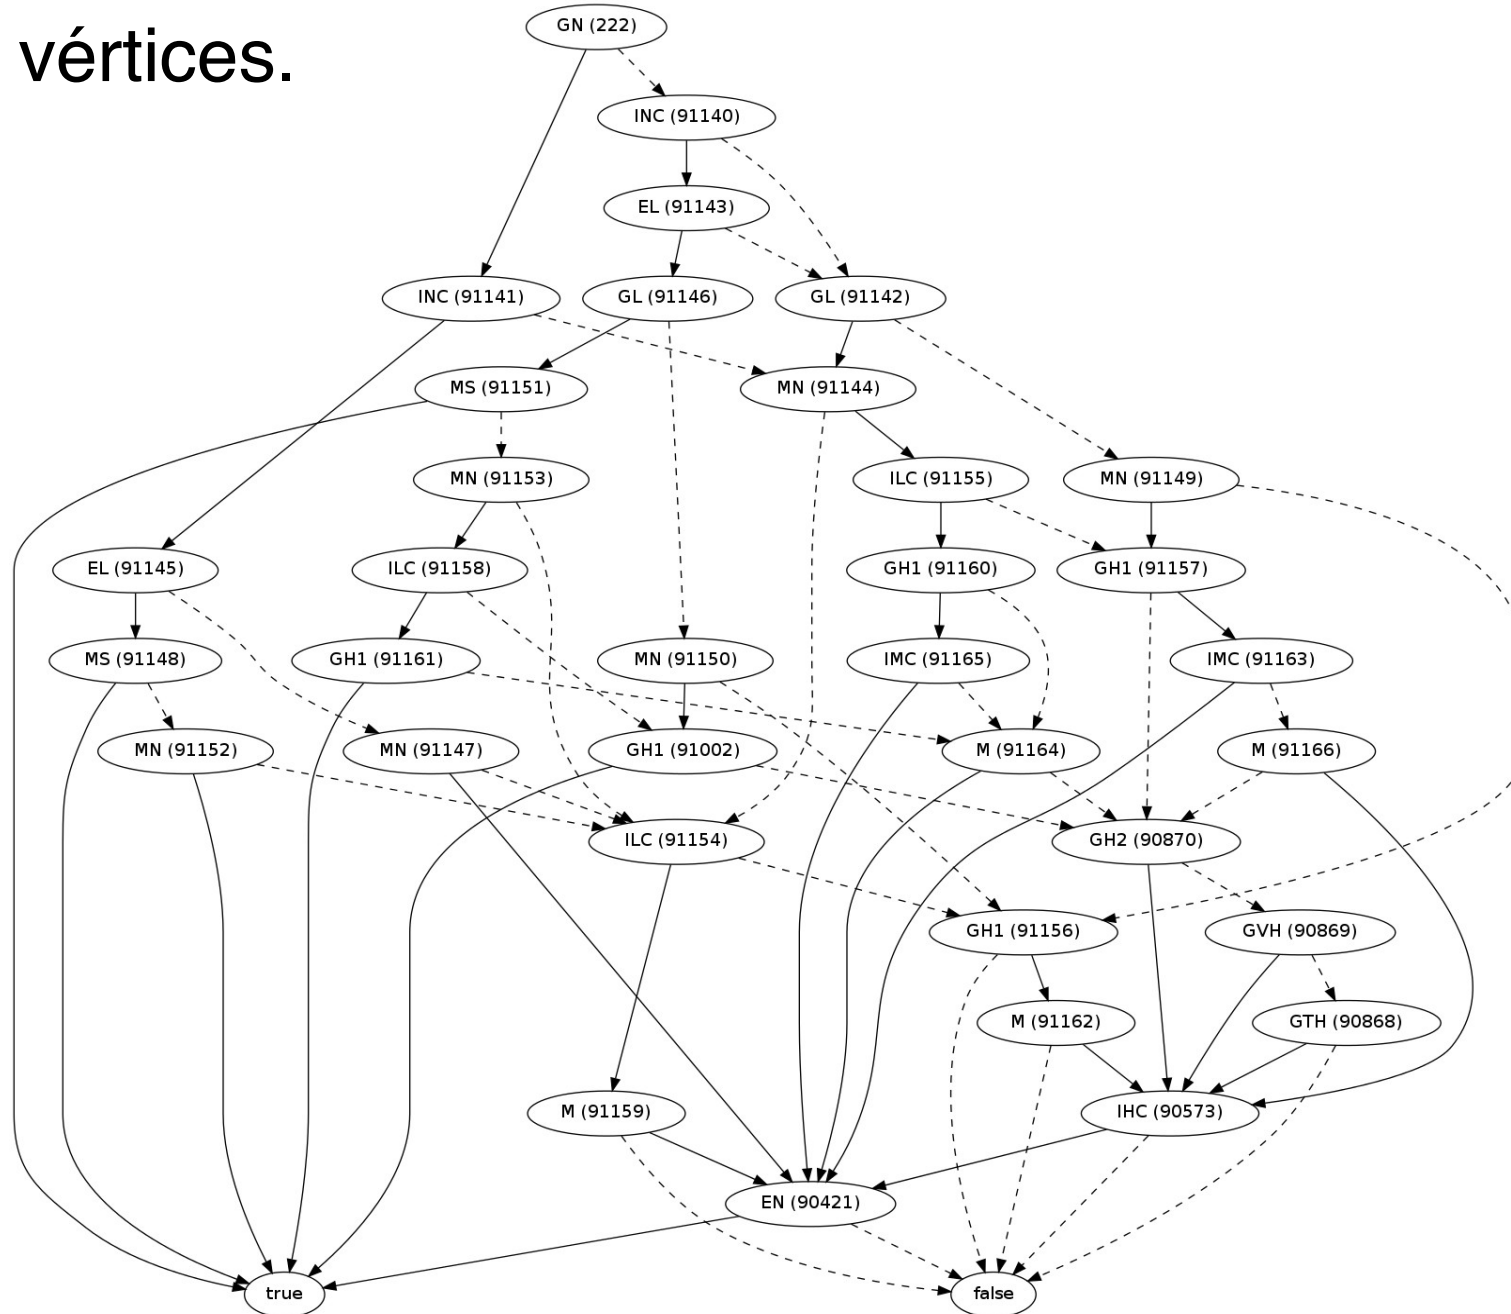 vértices.
GN (222)
INC (91140)
EL (91143)
INC (91141)
GL (91146)
GL (91142)
MS (91151)
MN (91144)
MN (91153)
ILC (91155)
MN (91149)
EL (91145)
ILC (91158)
GH1 (91160)
GH1 (91157)
MS (91148)
GH1 (91161)
MN (91150)
IMC (91165)
IMC (91163)
MN (91152)
MN (91147)
GH1 (91002)
M (91164)
M (91166)
ILC (91154)
GH2 (90870)
GH1 (91156)
GVH (90869)
M (91162)
GTH (90868)
M (91159)
IHC (90573)
EN (90421)
true
false